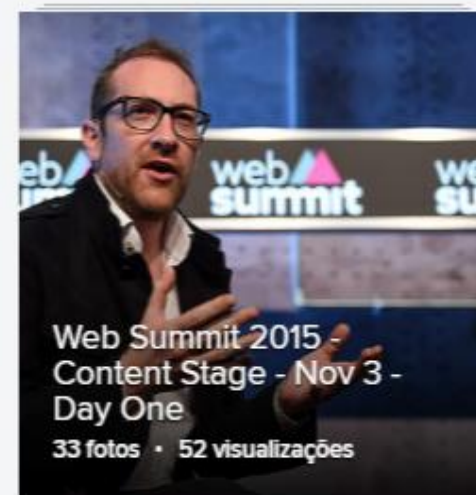 web
summit
Web Summit 2015 -
Content Stage - Nov 3 -
Day One
33 fotos · 52 visualizações